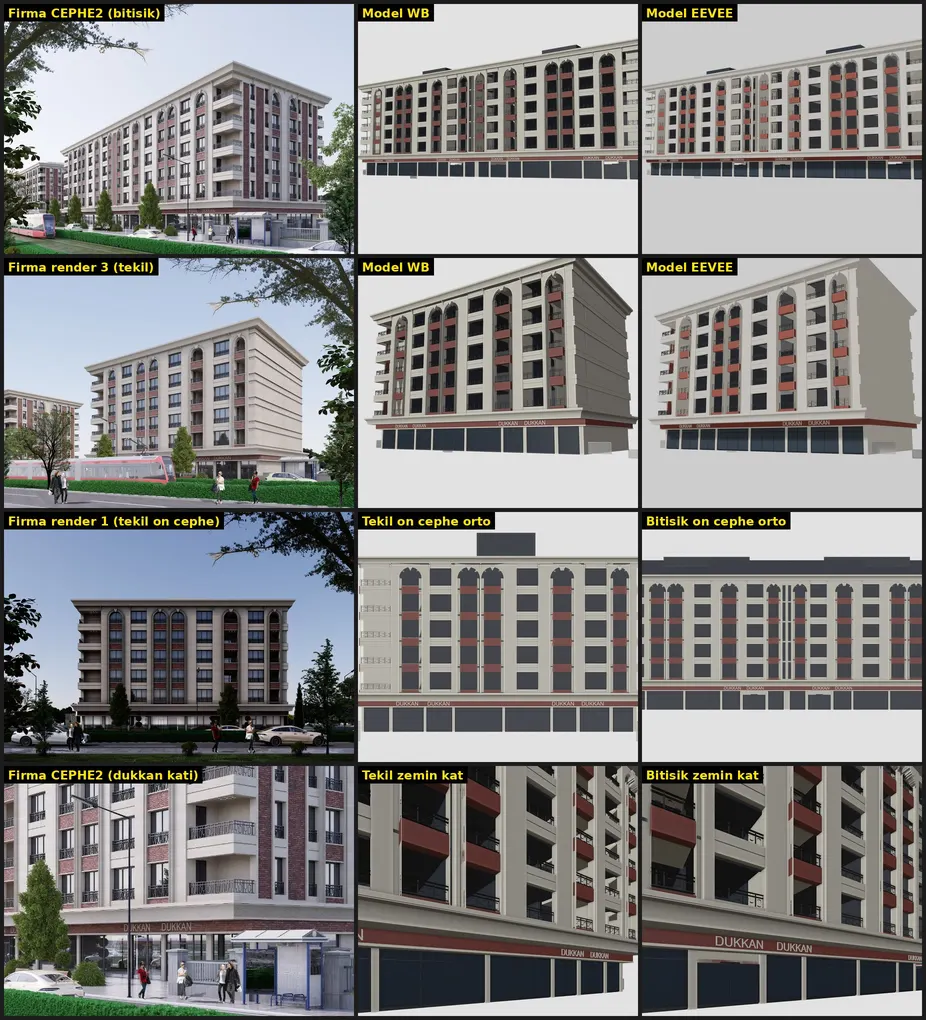 Firma CEPHE2 (bitisik)
Model WB
Model EEVEE
DUKKAN DUKKAN
DUKKAN DUKKAN
Firma render 3 (tekil)
Model WB
Model EEVEE
DUKKAN DUKKAN
DUKKAN DUKKAN
Firma render 1 (tekil on cephe)
Tekil on cephe orto
Bitisik on cephe orto
DUKKAN DUKKAN
DUKKAN DUKKAN
Firma CEPHE2 (dukkan kati)
Tekil zemin kat
Bitisik zemin kat
DUKKAN DUKKAN
DUKKAN DUKKAN
DUKKAN DUKKAN